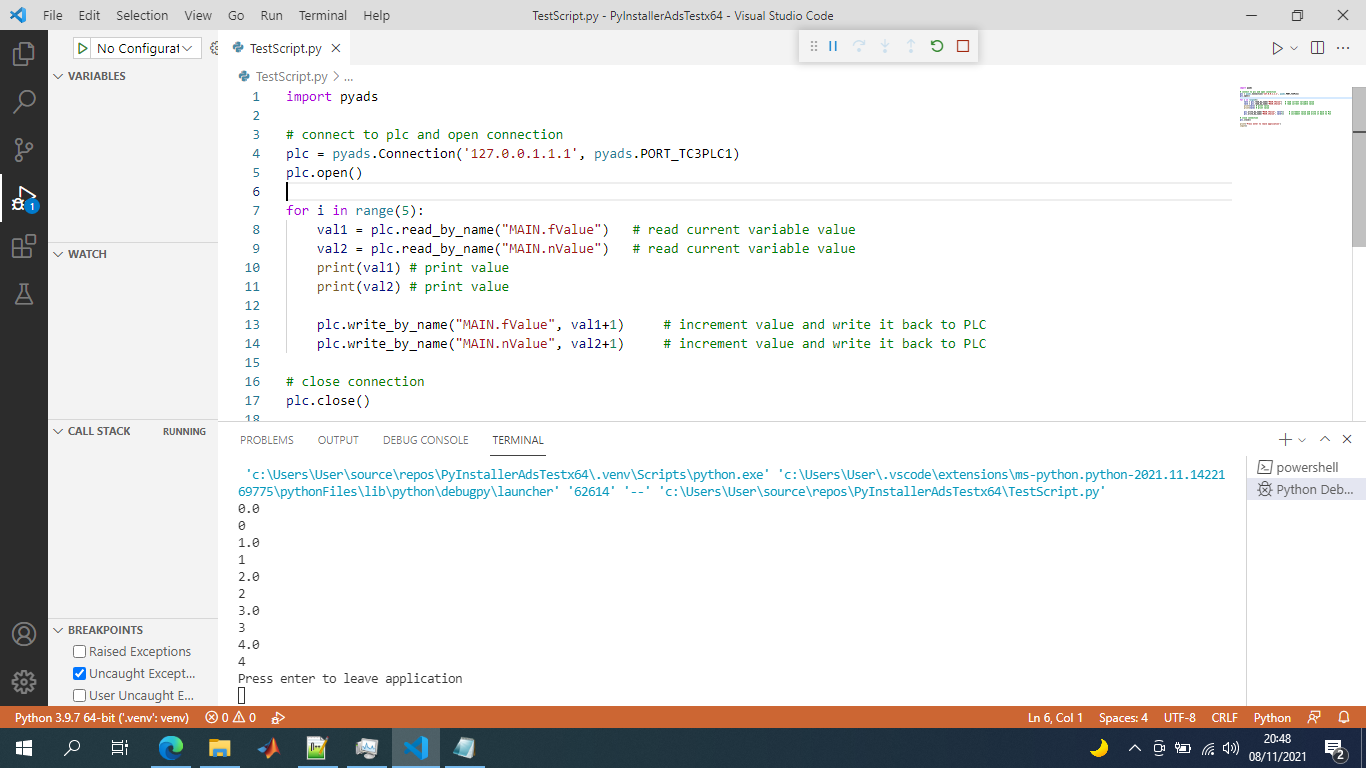 File Edit Selection View Go Run Terminal Help TestScript.py - PyInstallerAdsTestx64 - Visual Studio Code
No Configurat
TestScript.py
VARIABLES
WATCH
CALL STACK RUNNING
BREAKPOINTS
Raised Exceptions
Uncaught Except...
User Uncaught E...
1
TestScript.py > ...
1 import pyads
2
3 # connect to plc and open connection
4 plc = pyads.Connection('127.0.0.1.1.1', pyads.PORT_TC3PLC1)
5 plc.open()
6
7 for i in range(5):
8 val1 = plc.read_by_name("MAIN.fValue") # read current variable value
9 val2 = plc.read_by_name("MAIN.nValue") # read current variable value
10 print(val1) # print value
11 print(val2) # print value
12
13 plc.write_by_name("MAIN.fValue", val1+1) # increment value and write it back to PLC
14 plc.write_by_name("MAIN.nValue", val2+1) # increment value and write it back to PLC
15
16 # close connection
17 plc.close()
18
PROBLEMS OUTPUT DEBUG CONSOLE TERMINAL
'c:\Users\User\source\repos\PyInstallerAdsTestx64\.venv\Scripts\python.exe' 'c:\Users\User\.vscode\extensions\ms-python.python-2021.11.14221
69775\pythonFiles\lib\python\debugpy\launcher' '62614' '--' 'c:\Users\User\source\repos\PyInstallerAdsTestx64\TestScript.py'
0.0
0
1.0
1
2.0
2
3.0
3
4.0
4
Press enter to leave application
powershell
Python Deb...
Python 3.9.7 64-bit ('.venv': venv) 0 0 Ln 6, Col 1 Spaces: 4 UTF-8 CRLF Python
20:48
08/11/2021
2